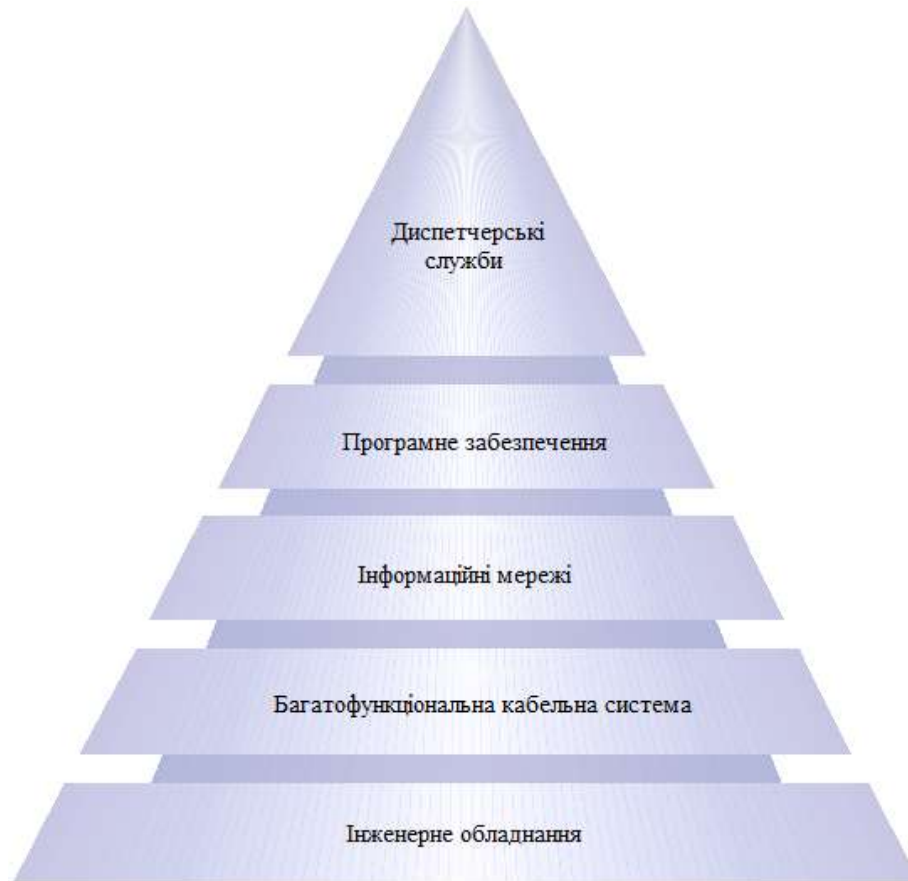 Диспетчерські
служби
Програмне забезпечення
Інформаційні мережі
Багатофункціональна кабельна система
Інженерне обладнання